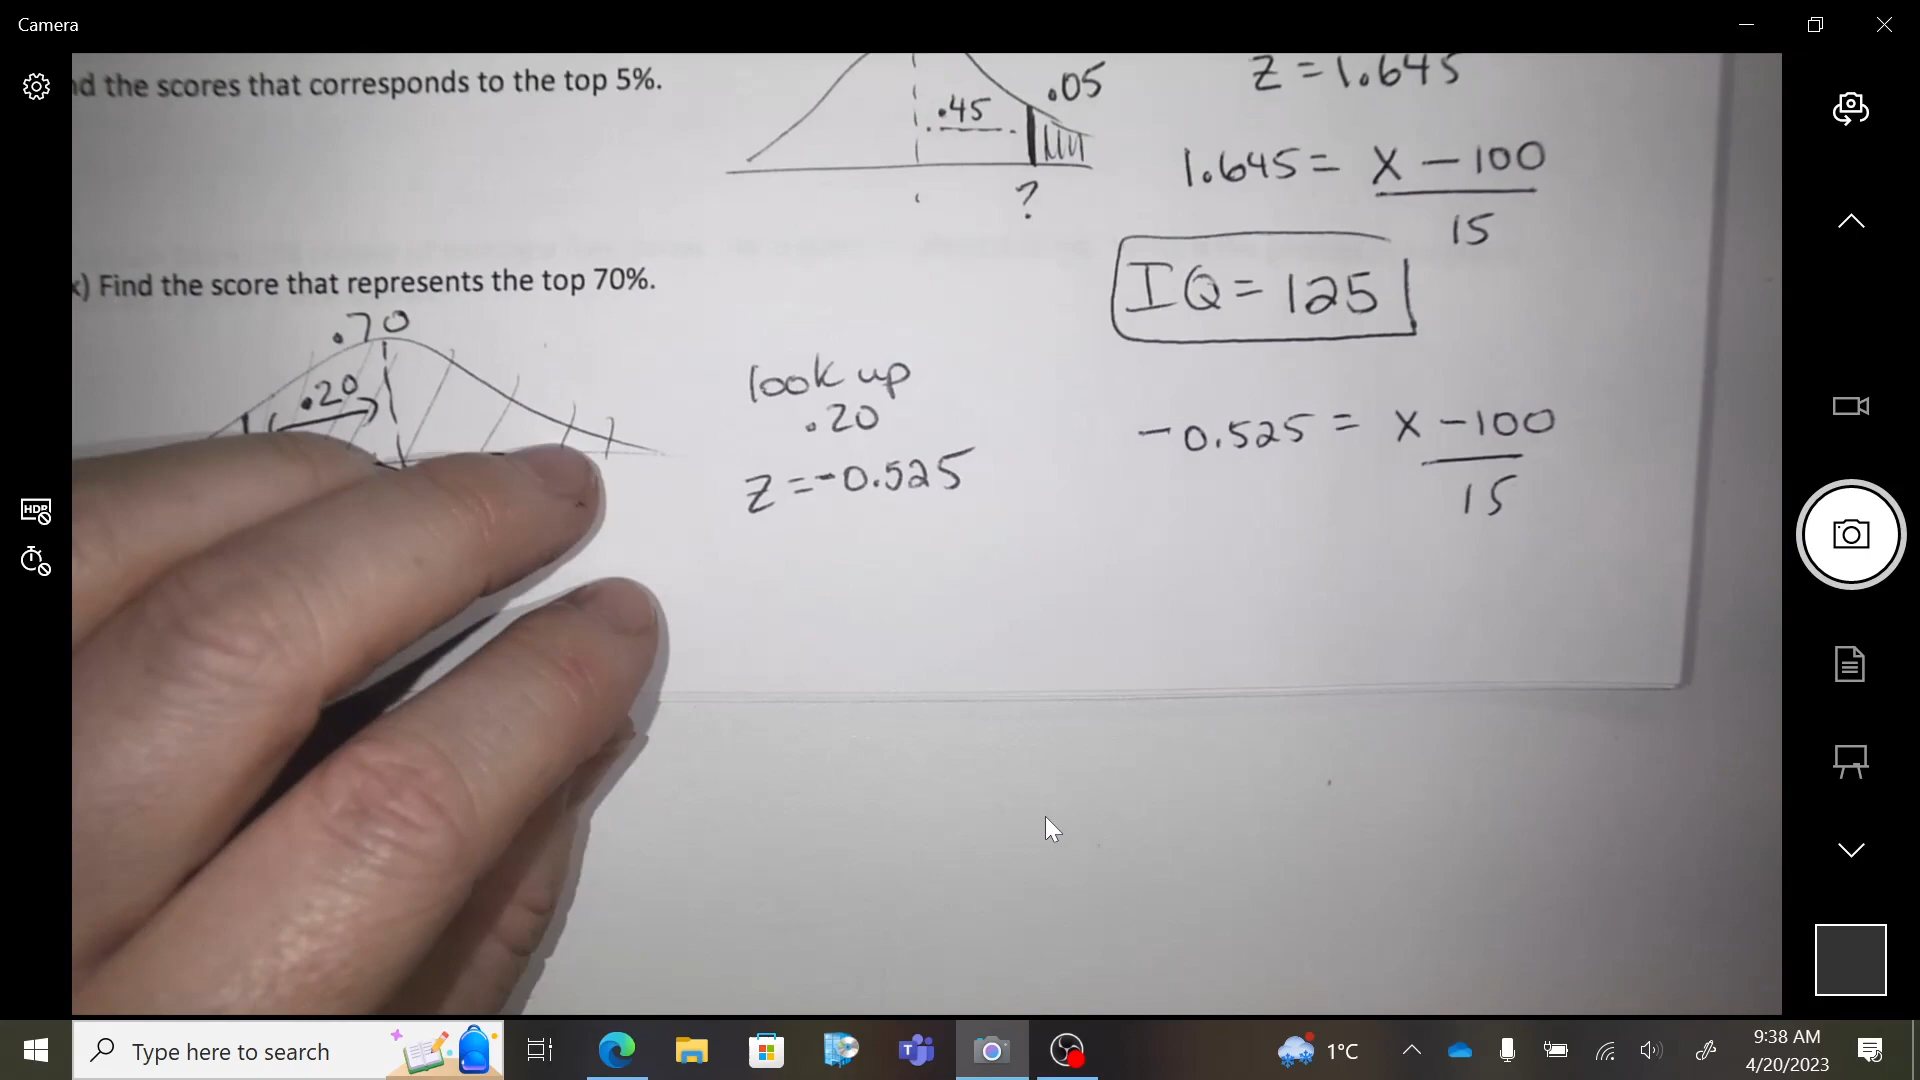 Camera
nd the scores that corresponds to the top 5%.
.45
.05
?
Z = 1.645
1.645 = X - 100
15
IQ = 125
x) Find the score that represents the top 70%.
.70
.20
look up
.20
Z = -0.525
-0.525 = X - 100
15
HDR
Type here to search
1°C
9:38 AM
4/20/2023